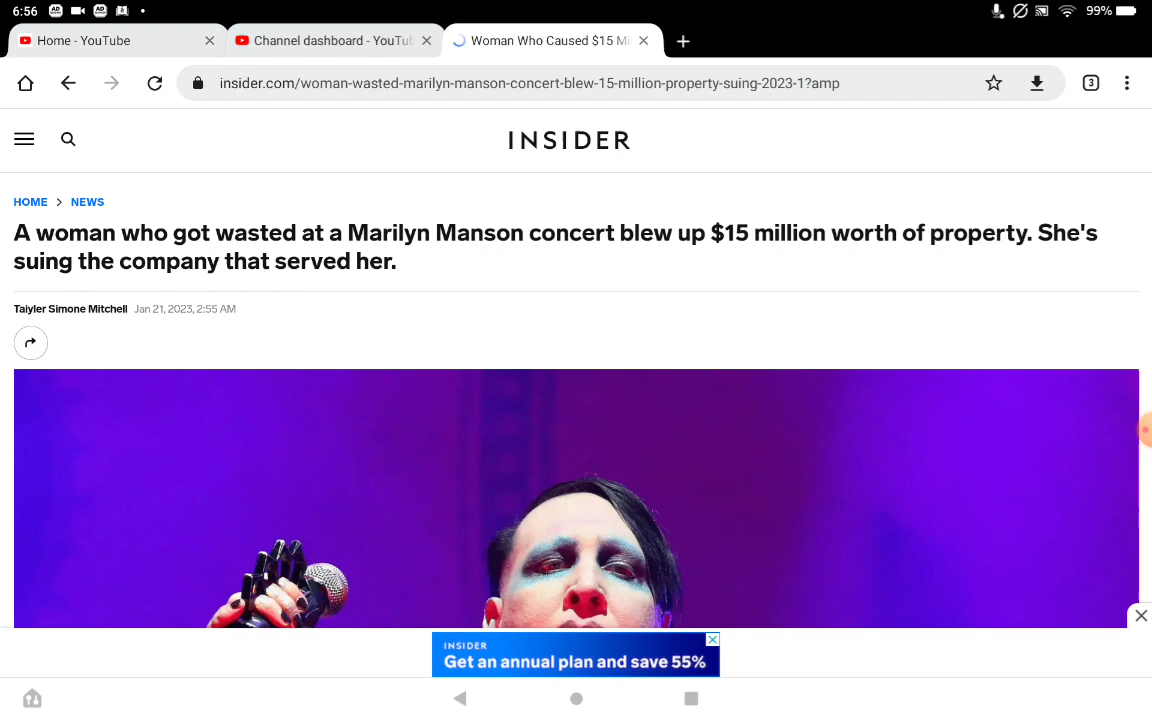 6:56
99%
Home - YouTube
Channel dashboard - YouTub
Woman Who Caused $15 Mi
insider.com/woman-wasted-marilyn-manson-concert-blew-15-million-property-suing-2023-1?amp
3
INSIDER
HOME > NEWS
A woman who got wasted at a Marilyn Manson concert blew up $15 million worth of property. She's
suing the company that served her.
Taiyler Simone Mitchell Jan 21, 2023, 2:55 AM
INSIDER
Get an annual plan and save 55%